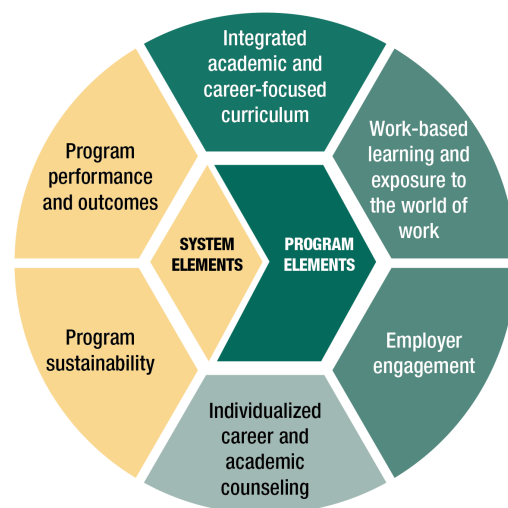 Integrated
academic and
career-focused
curriculum
Work-based
learning and
exposure to
the world of
work
Program
performance
and outcomes
SYSTEM
ELEMENTS
PROGRAM
ELEMENTS
Program
sustainability
Employer
engagement
Individualized
career and
academic
counseling